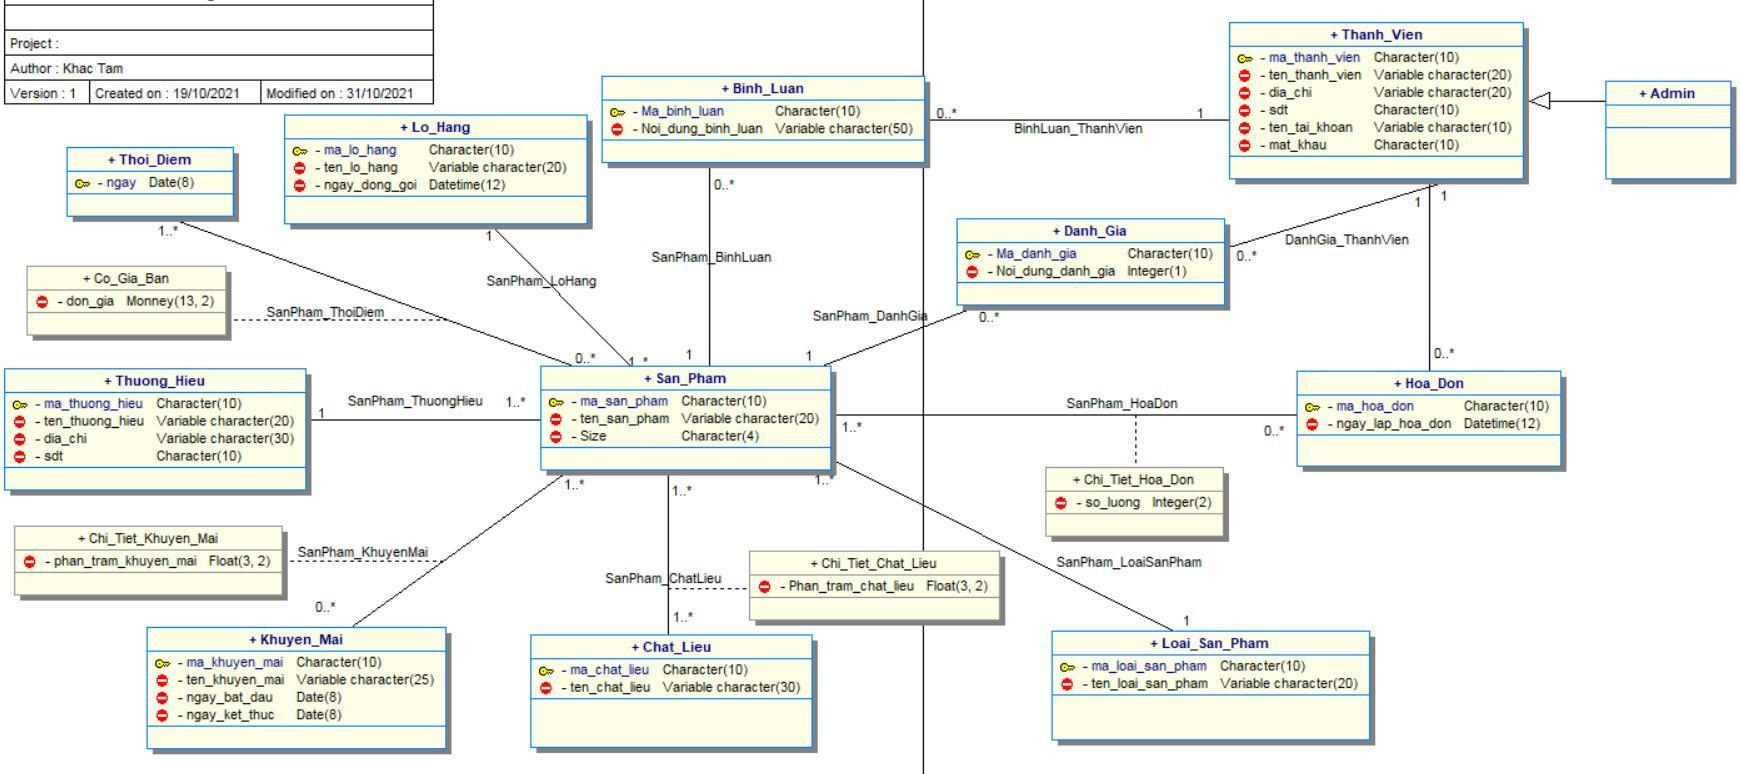 Project :
Author : Khac Tam
Version : 1 Created on : 19/10/2021 Modified on : 31/10/2021
+ Thanh_Vien
- ma_thanh_vien Character(10)
- ten_thanh_vien Variable character(20)
- dia_chi Variable character(20)
- sdt Character(10)
- ten_tai_khoan Variable character(10)
- mat_khau Character(10)
+ Admin
+ Binh_Luan
- Ma_binh_luan Character(10)
- Noi_dung_binh_luan Variable character(50)
0..*
BinhLuan_ThanhVien
1
+ Lo_Hang
- ma_lo_hang Character(10)
- ten_lo_hang Variable character(20)
- ngay_dong_goi Datetime(12)
+ Thoi_Diem
- ngay Date(8)
1..*
1
0..*
SanPham_LoHang
SanPham_BinhLuan
+ Danh_Gia
- Ma_danh_gia Character(10)
- Noi_dung_danh_gia Integer(1)
1
1
DanhGia_ThanhVien
0..*
+ Co_Gia_Ban
- don_gia Monney(13, 2)
SanPham_ThoiDiem
SanPham_DanhGia
0..*
0..*
1..*
1
1
0..*
+ Thuong_Hieu
- ma_thuong_hieu Character(10)
- ten_thuong_hieu Variable character(20)
- dia_chi Variable character(30)
- sdt Character(10)
1
SanPham_ThuongHieu
1..*
+ San_Pham
- ma_san_pham Character(10)
- ten_san_pham Variable character(20)
- Size Character(4)
1..*
SanPham_HoaDon
0..*
+ Hoa_Don
- ma_hoa_don Character(10)
- ngay_lap_hoa_don Datetime(12)
+ Chi_Tiet_Hoa_Don
- so_luong Integer(2)
1..*
1..*
1..*
+ Chi_Tiet_Khuyen_Mai
- phan_tram_khuyen_mai Float(3, 2)
SanPham_KhuyenMai
0..*
SanPham_ChatLieu
+ Chi_Tiet_Chat_Lieu
- Phan_tram_chat_lieu Float(3, 2)
1..*
SanPham_LoaiSanPham
1
+ Khuyen_Mai
- ma_khuyen_mai Character(10)
- ten_khuyen_mai Variable character(25)
- ngay_bat_dau Date(8)
- ngay_ket_thuc Date(8)
+ Chat_Lieu
- ma_chat_lieu Character(10)
- ten_chat_lieu Variable character(30)
+ Loai_San_Pham
- ma_loai_san_pham Character(10)
- ten_loai_san_pham Variable character(20)